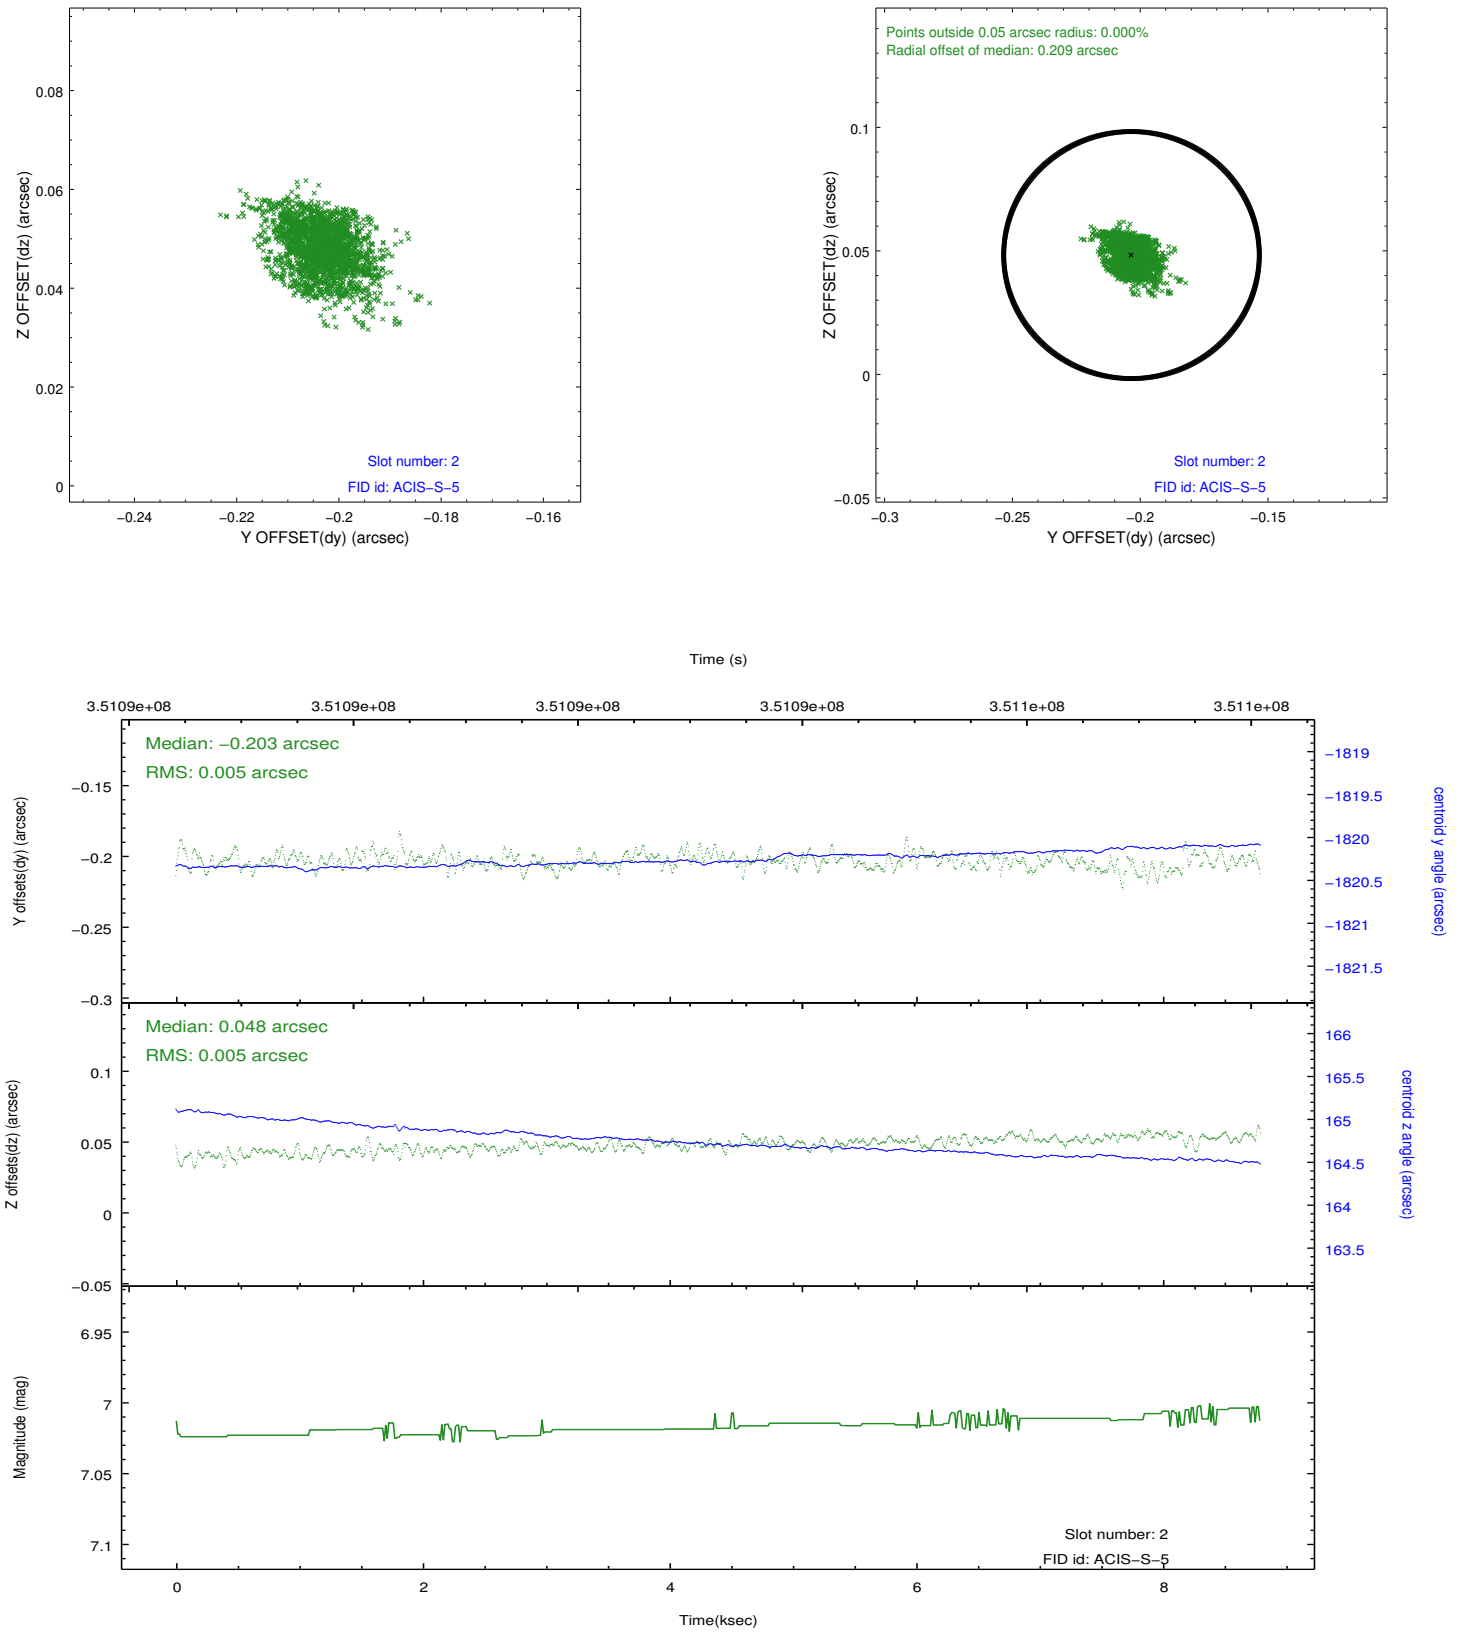 0.08
0.06
0.04
0.02
0
Z OFFSET(dz) (arcsec)
Slot number: 2
FID id: ACIS−S−5
−0.24
−0.22
−0.2
−0.18
−0.16
Y OFFSET(dy) (arcsec)
Points outside 0.05 arcsec radius: 0.000%
Radial offset of median: 0.209 arcsec
0.1
0.05
0
−0.05
Z OFFSET(dz) (arcsec)
Slot number: 2
FID id: ACIS−S−5
−0.3
−0.25
−0.2
−0.15
Y OFFSET(dy) (arcsec)
Time (s)
3.5109e+08
3.5109e+08
3.5109e+08
3.5109e+08
3.511e+08
3.511e+08
Median: −0.203 arcsec
RMS: 0.005 arcsec
−0.15
−0.2
−0.25
−0.3
Y offsets(dy) (arcsec)
−1819
−1819.5
−1820
−1820.5
−1821
−1821.5
centroid y angle (arcsec)
Median: 0.048 arcsec
RMS: 0.005 arcsec
0.1
0.05
0
−0.05
Z offsets(dz) (arcsec)
166
165.5
165
164.5
164
163.5
centroid z angle (arcsec)
6.95
7
7.05
7.1
Magnitude (mag)
Slot number: 2
FID id: ACIS−S−5
0
2
4
6
8
Time(ksec)